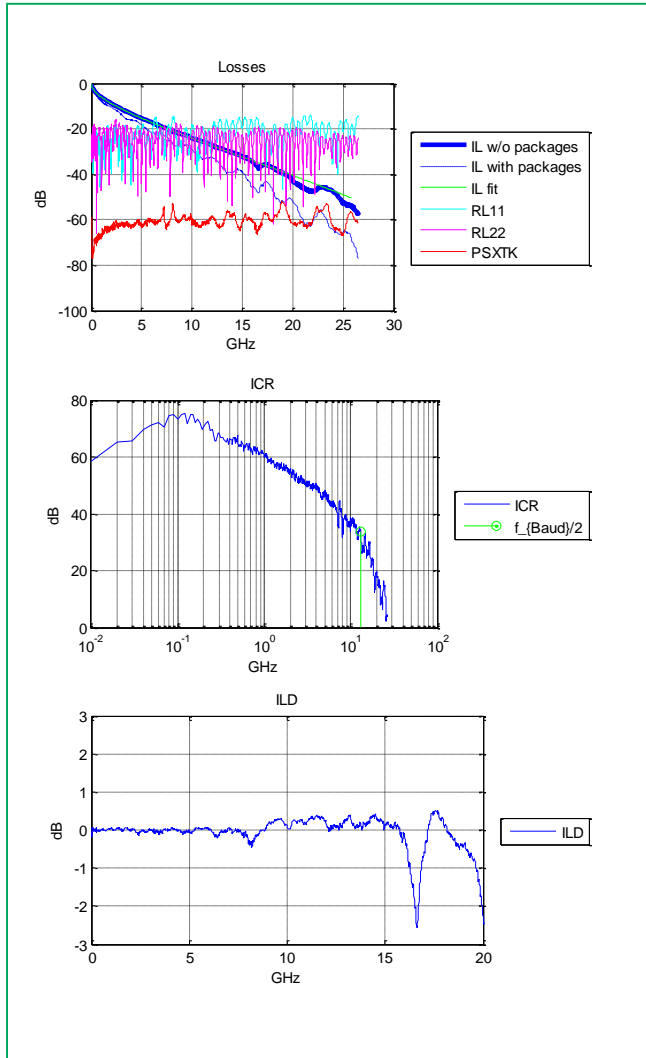 Losses
0
-20
-40
-60
-80
-100
dB
0 5 10 15 20 25 30
GHz
IL w/o packages
IL with packages
IL fit
RL11
RL22
PSXTK
ICR
80
60
40
20
0
dB
10^-2 10^-1 10^0 10^1 10^2
GHz
ICR
f_{Baud}/2
ILD
3
2
1
0
-1
-2
-3
dB
0 5 10 15 20
GHz
ILD